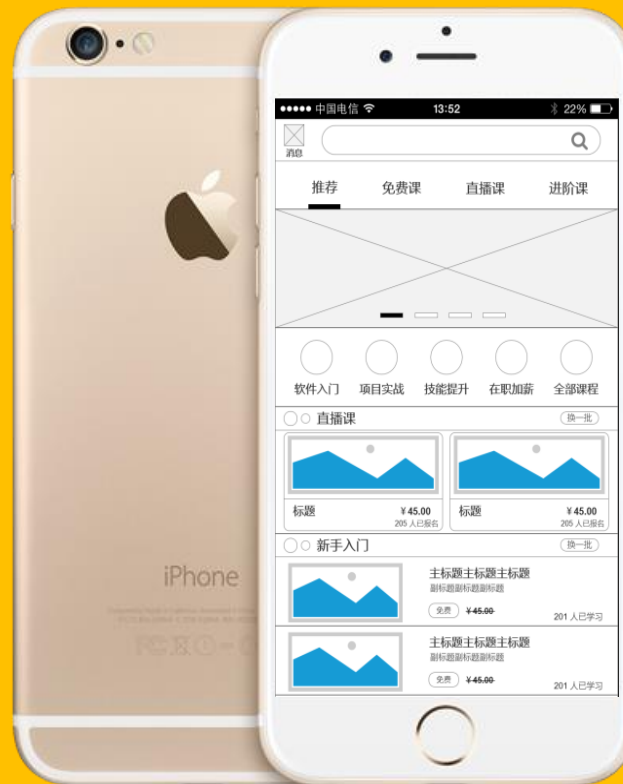 中国电信 13:52 22%
消息
推荐 免费课 直播课 进阶课
软件入门 项目实战 技能提升 在职加薪 全部课程
直播课 换一批
标题 ¥45.00 标题 ¥45.00
205 人已报名 205 人已报名
新手入门 换一批
主标题主标题主标题
副标题副标题副标题
免费 ¥45.00 201 人已学习
主标题主标题主标题
副标题副标题副标题
免费 ¥45.00 201 人已学习
iPhone